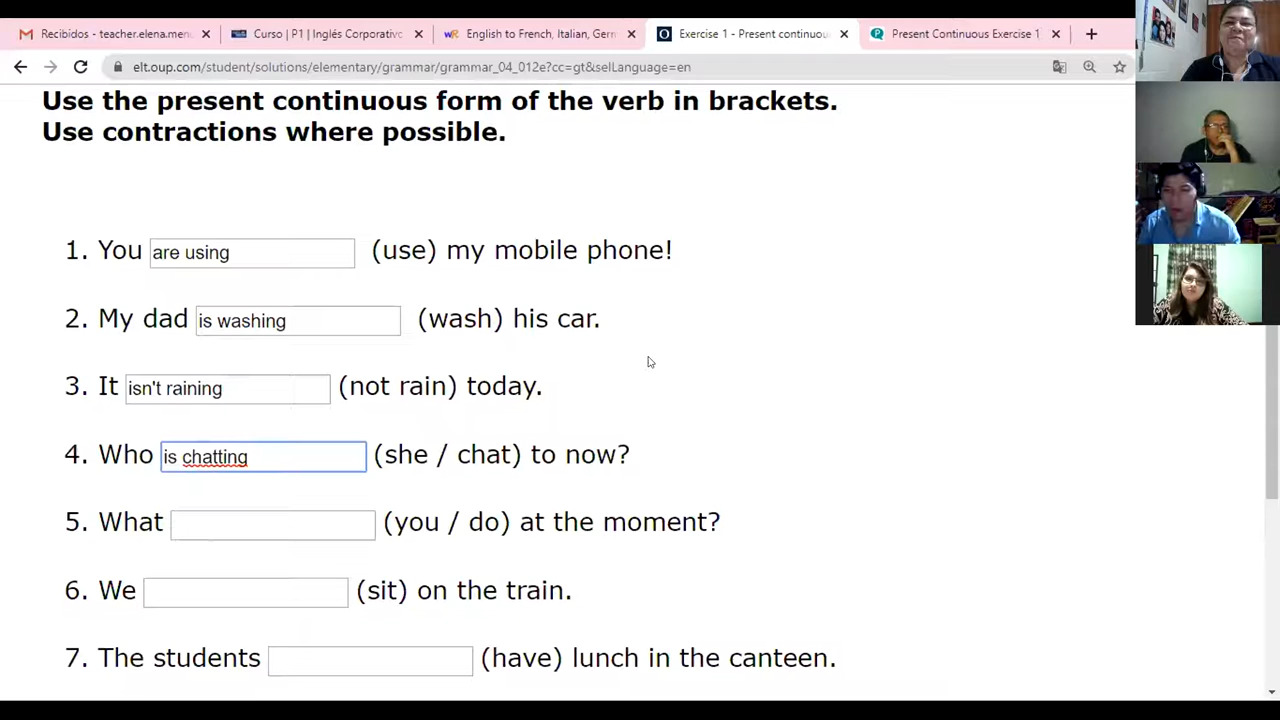 Recibidos - teacher.elena.men
Curso | P1 | Inglés Corporativo
English to French, Italian, Germ
Exercise 1 - Present continuou
Present Continuous Exercise 1
elt.oup.com/student/solutions/elementary/grammar/grammar_04_012e?cc=gt&selLanguage=en
Use the present continuous form of the verb in brackets.
Use contractions where possible.
1. You are using (use) my mobile phone!
2. My dad is washing (wash) his car.
3. It isn't raining (not rain) today.
4. Who is chatting (she / chat) to now?
5. What (you / do) at the moment?
6. We (sit) on the train.
7. The students (have) lunch in the canteen.